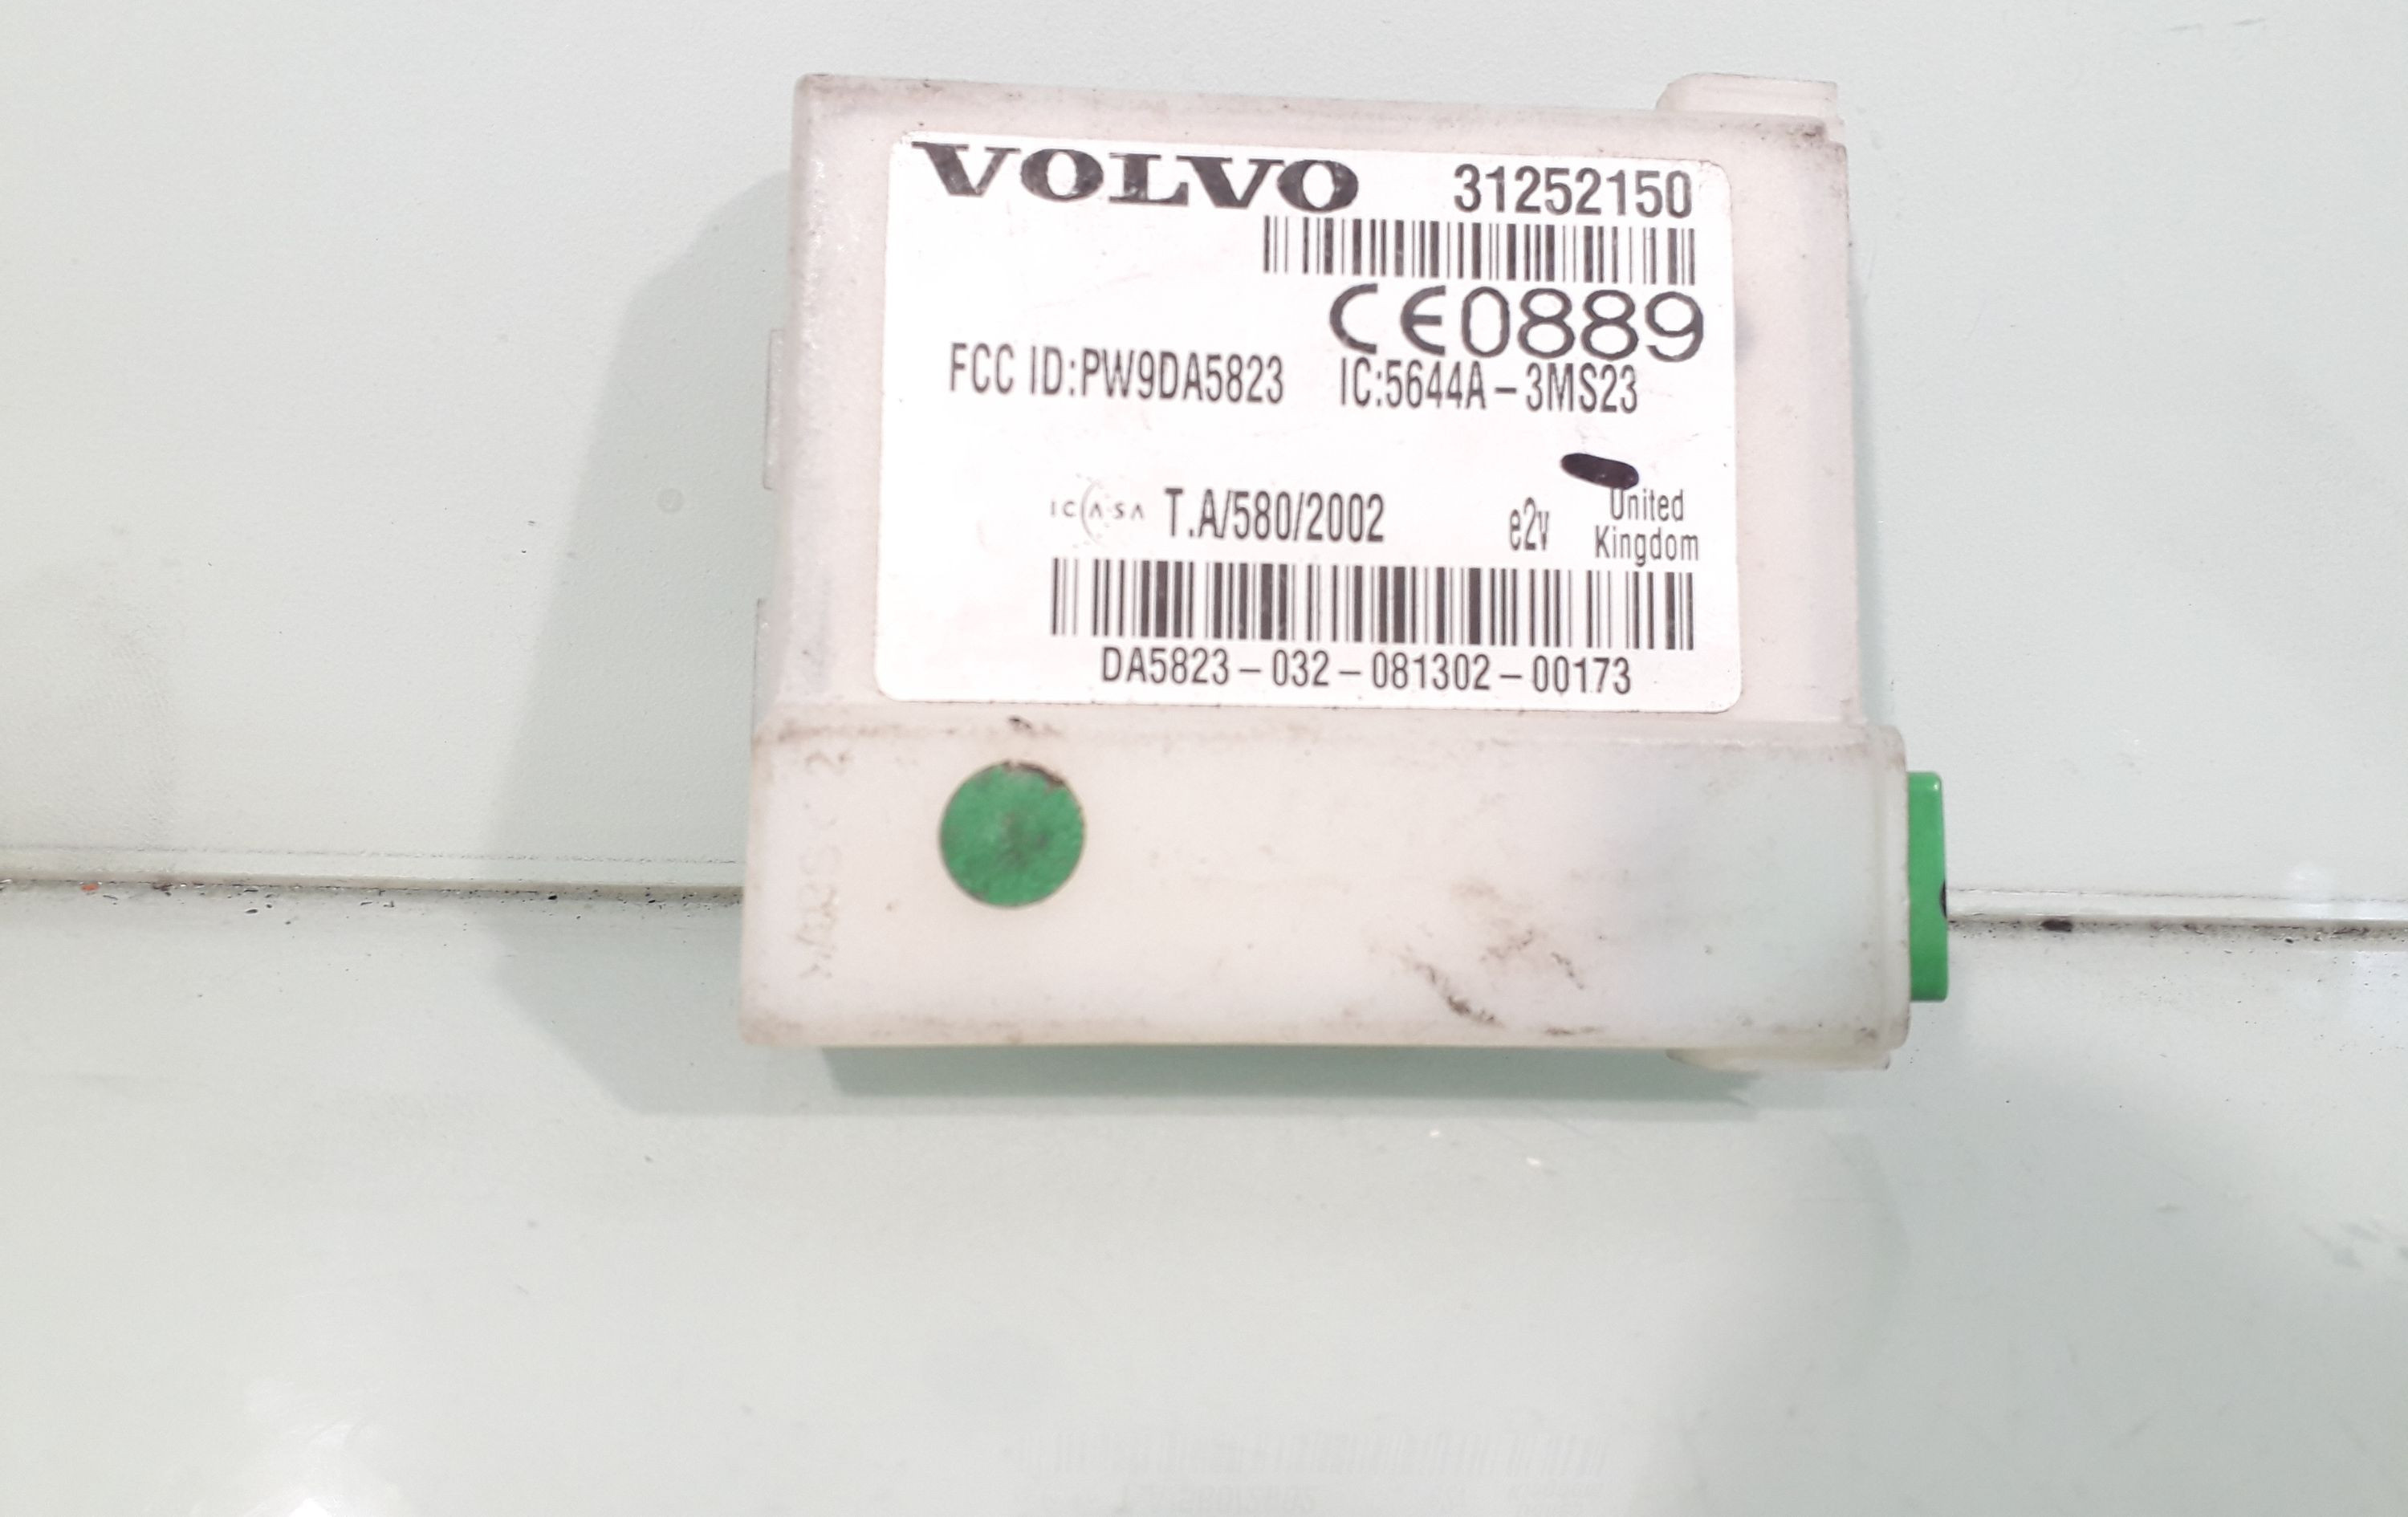 VOLVO 31252150
CE0889
FCC ID:PW9DA5823 IC:5644A-3MS23
ICASA T.A/580/2002 e2v United
Kingdom
DA5823-032-081302-00173